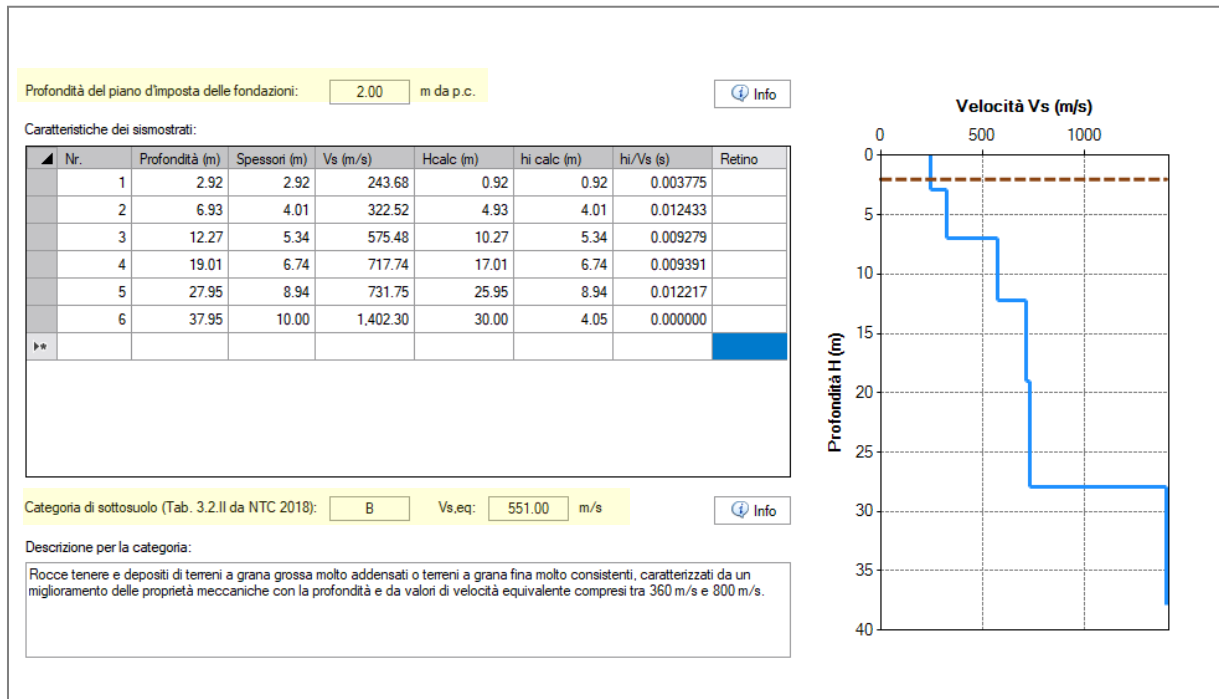 Profondità del piano d'imposta delle fondazioni: 2.00 m da p.c. Info
Caratteristiche dei sismostrati:
Nr. Profondità (m) Spessori (m) Vs (m/s) Hcalc (m) hi calc (m) hi/Vs (s) Retino
1 2.92 2.92 243.68 0.92 0.92 0.003775
2 6.93 4.01 322.52 4.93 4.01 0.012433
3 12.27 5.34 575.48 10.27 5.34 0.009279
4 19.01 6.74 717.74 17.01 6.74 0.009391
5 27.95 8.94 731.75 25.95 8.94 0.012217
6 37.95 10.00 1,402.30 30.00 4.05 0.000000
Categoria di sottosuolo (Tab. 3.2.II da NTC 2018): B Vs,eq: 551.00 m/s Info
Descrizione per la categoria:
Rocce tenere e depositi di terreni a grana grossa molto addensati o terreni a grana fina molto consistenti, caratterizzati da un
miglioramento delle proprietà meccaniche con la profondità e da valori di velocità equivalente compresi tra 360 m/s e 800 m/s.
Velocità Vs (m/s)
0 500 1000
Profondità H (m)
0
5
10
15
20
25
30
35
40